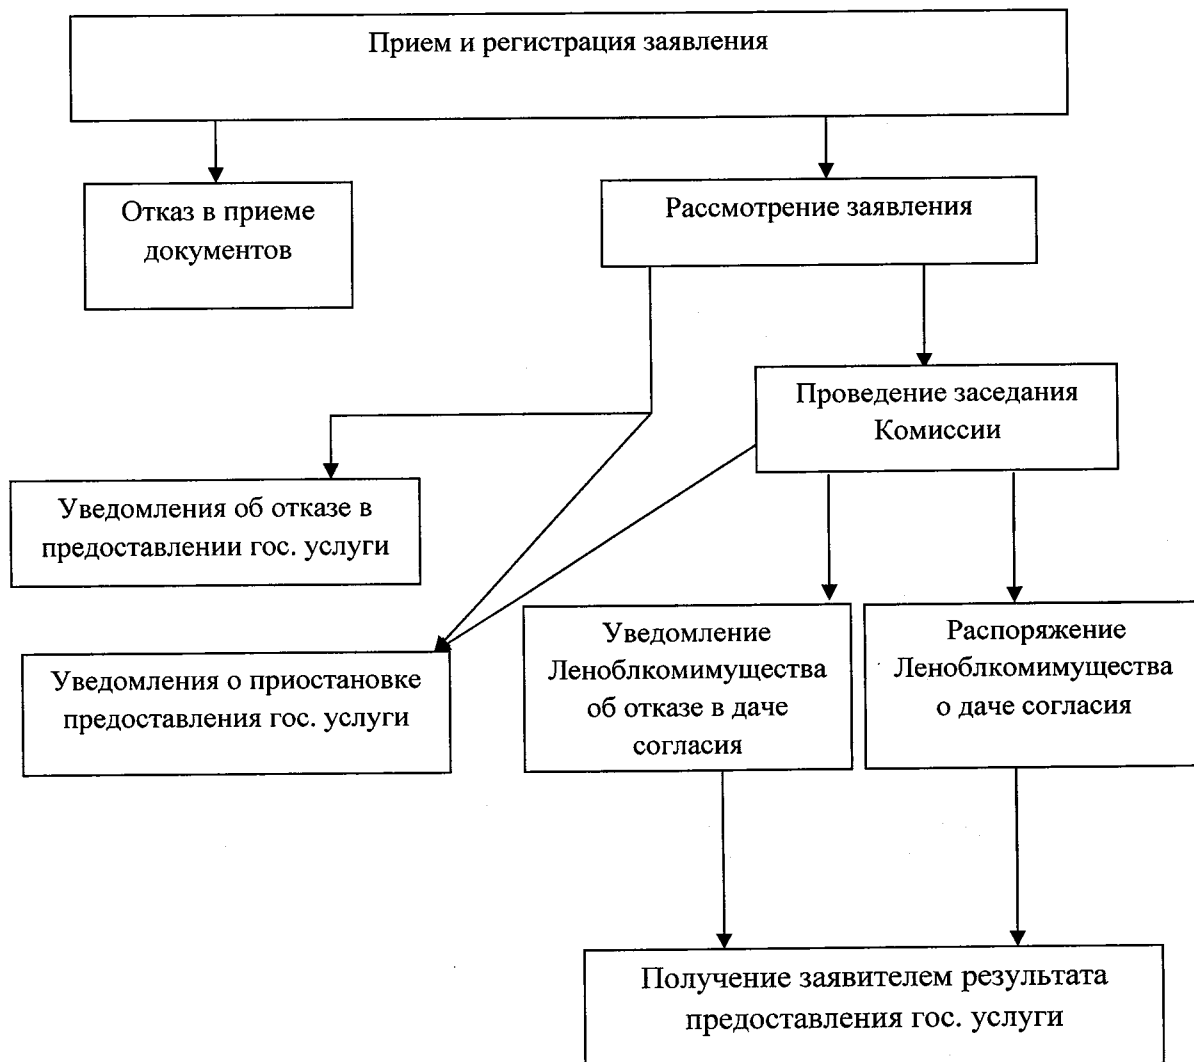 Прием и регистрация заявления
Отказ в приеме
документов
Рассмотрение заявления
Проведение заседания
Комиссии
Уведомления об отказе в
предоставлении гос. услуги
Уведомления о приостановке
предоставления гос. услуги
Уведомление
Леноблкомимущества
об отказе в даче
согласия
Распоряжение
Леноблкомимущества
о даче согласия
Получение заявителем результата
предоставления гос. услуги